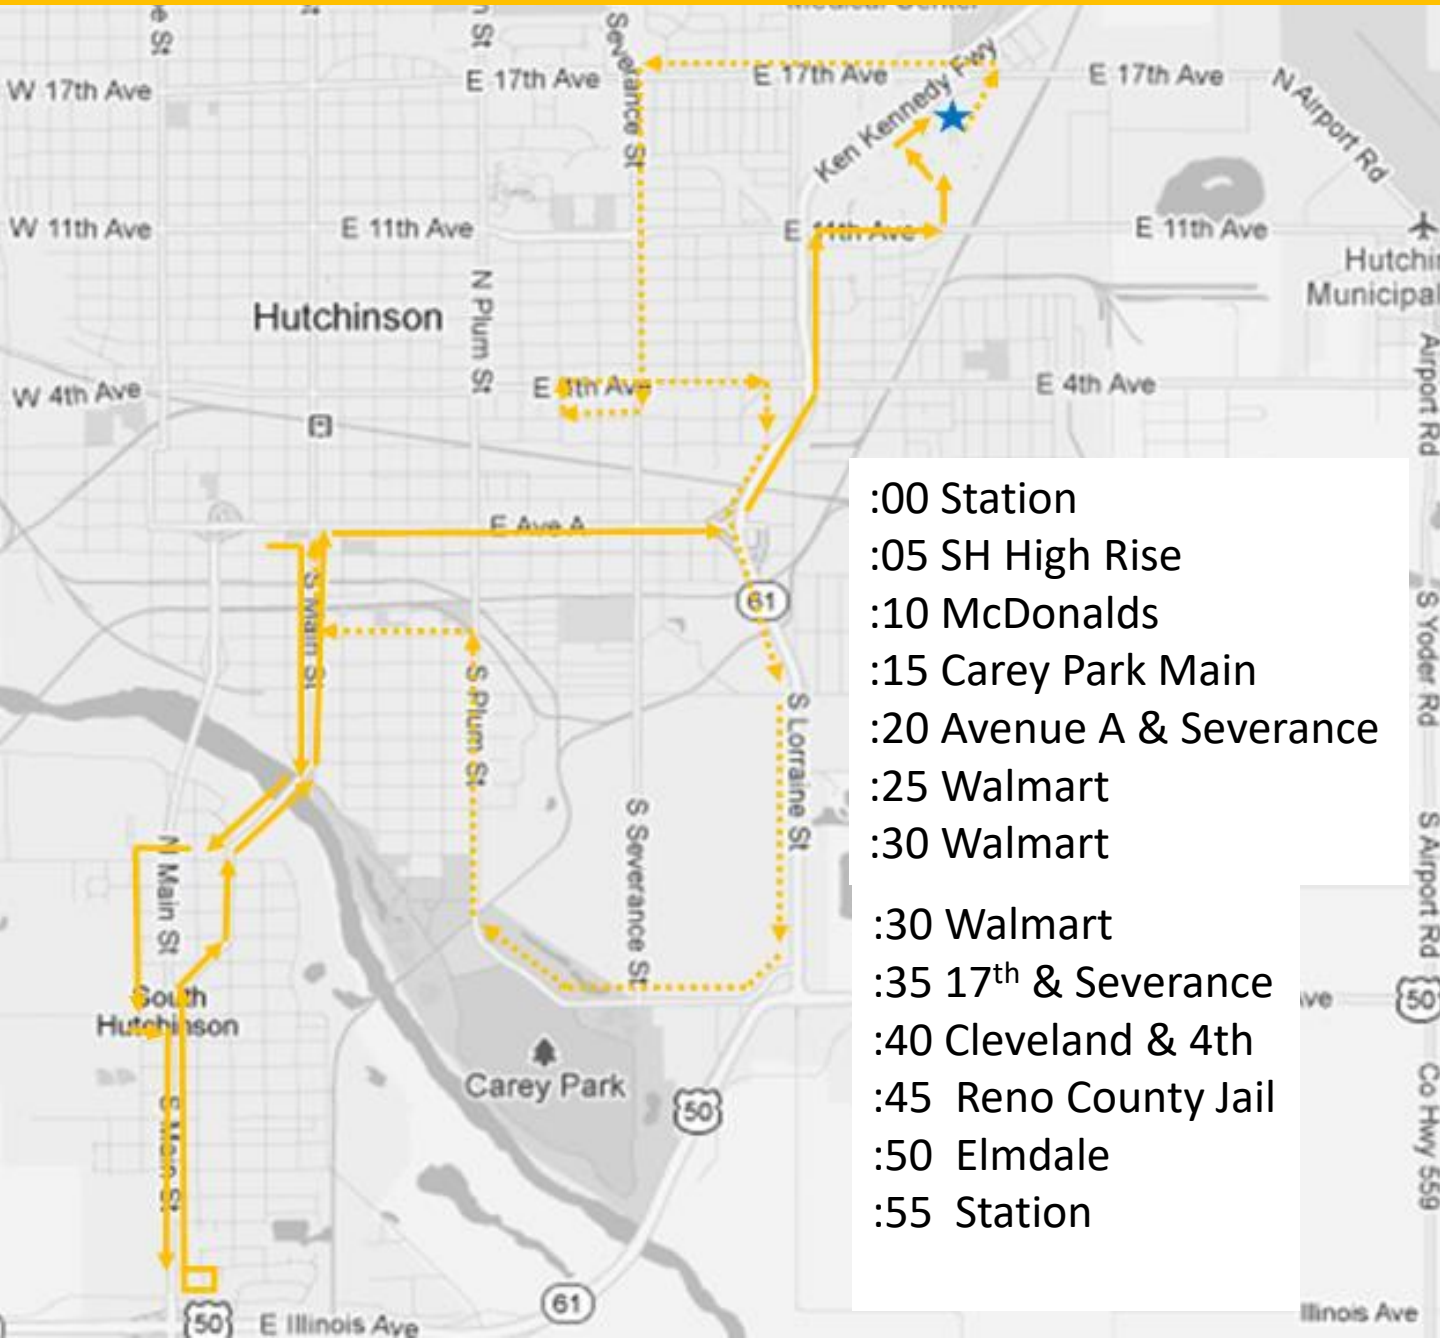 Medical Center
E 17th Ave
E 17th Ave
E 17th Ave
W 17th Ave
N Airport Rd
Severance St
Ken Kennedy Fwy
W 11th Ave
E 11th Ave
E 11th Ave
E 11th Ave
Hutchinson
N Plum St
W 4th Ave
E 4th Ave
E 4th Ave
Airport Rd
E Ave A
S Main St
61
S Plum St
S Lorraine St
S Yoder Rd
:00 Station
:05 SH High Rise
:10 McDonalds
:15 Carey Park Main
:20 Avenue A & Severance
:25 Walmart
:30 Walmart
:30 Walmart
:35 17th & Severance
:40 Cleveland & 4th
:45 Reno County Jail
:50 Elmdale
:55 Station
N Main St
S Severance St
S Airport Rd
South
Hutchinson
Carey Park
50
50
Co Hwy 559
S Main St
61
50
E Illinois Ave
Illinois Ave